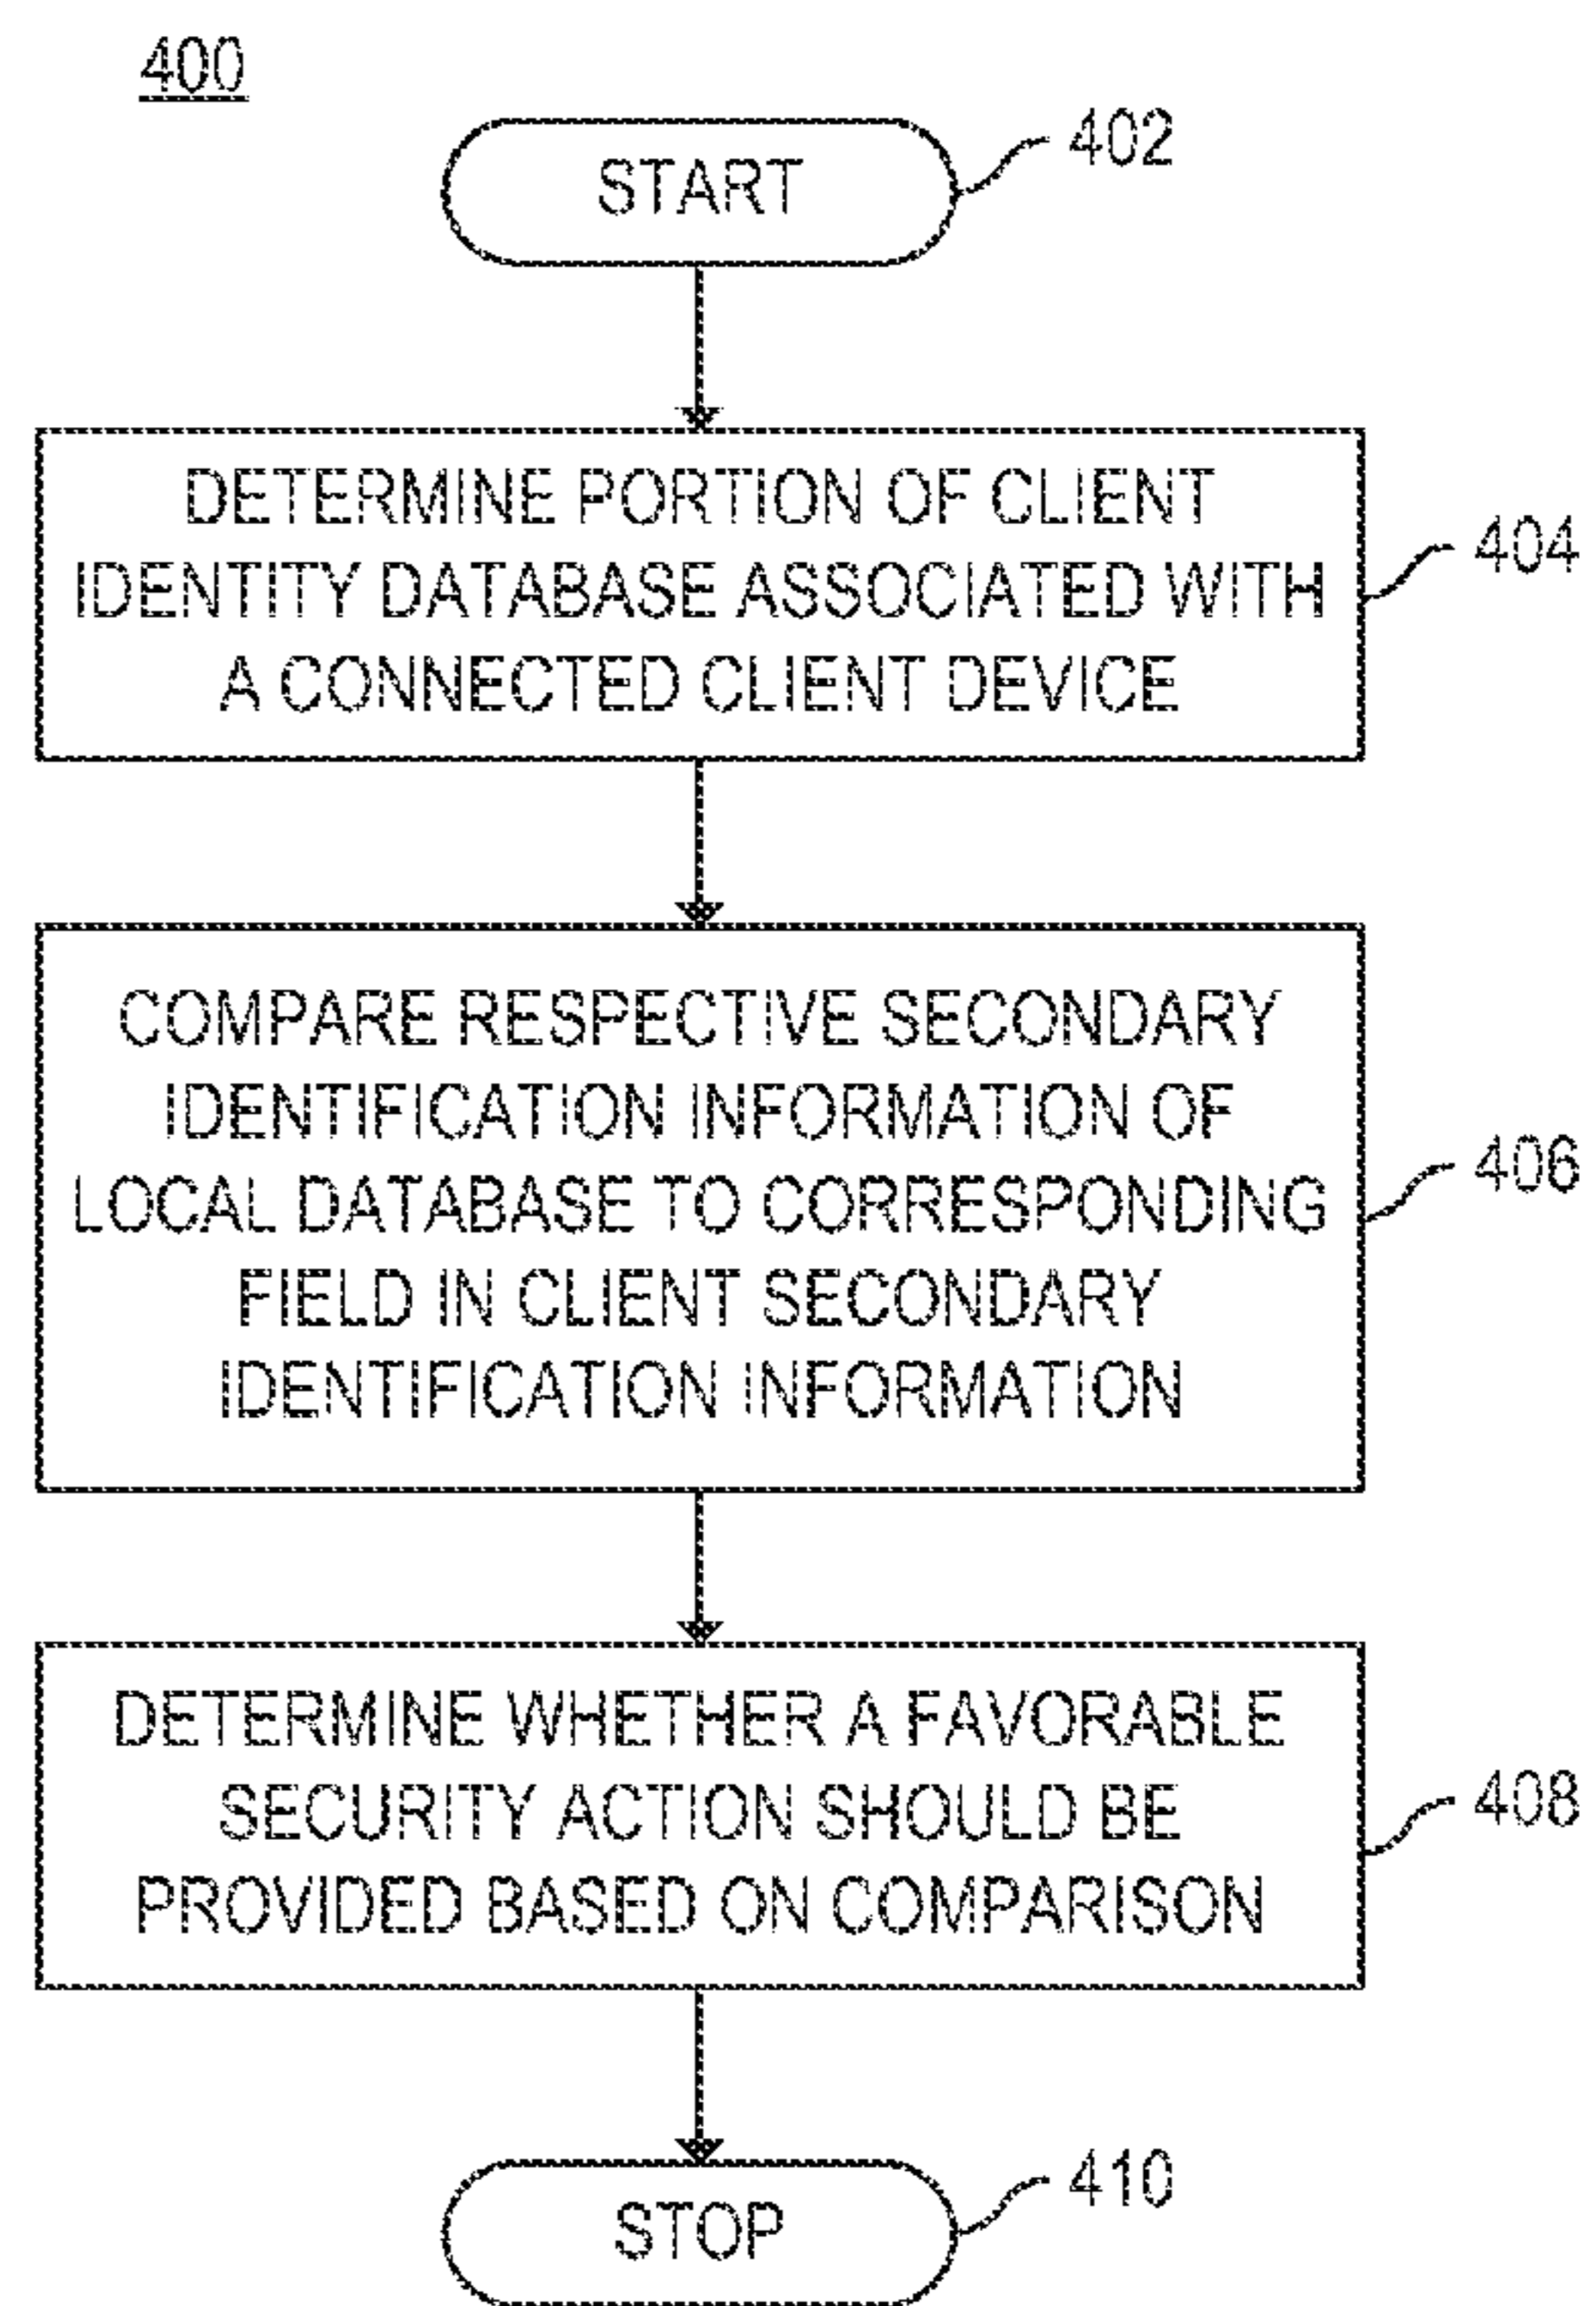 400
START
402
DETERMINE PORTION OF CLIENT
IDENTITY DATABASE ASSOCIATED WITH
A CONNECTED CLIENT DEVICE
404
COMPARE RESPECTIVE SECONDARY
IDENTIFICATION INFORMATION OF
LOCAL DATABASE TO CORRESPONDING
FIELD IN CLIENT SECONDARY
IDENTIFICATION INFORMATION
406
DETERMINE WHETHER A FAVORABLE
SECURITY ACTION SHOULD BE
PROVIDED BASED ON COMPARISON
408
STOP
410